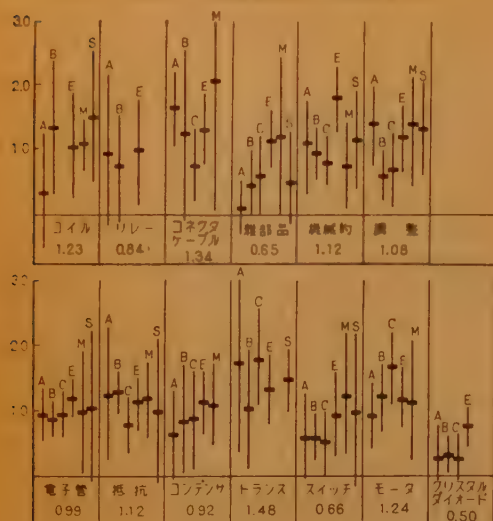 3.0
2.0
1.0
A B E M S
A B E
A B C E M
A B C E M S
A B C E M S
A B C E M S
コイル リレー コネクタ ケーブル 雑部品 機械的 調整
1.23 0.84 1.34 0.65 1.12 1.08
3.0
2.0
1.0
A B C E M S
A B C E M S
A B C E M
A B C E S
A B C E M S
A B C E M
A B C E
電子管 抵抗 コンデンサ トランス スイッチ モータ クリスタル ダイオード
0.99 1.12 0.92 1.48 0.66 1.24 0.50